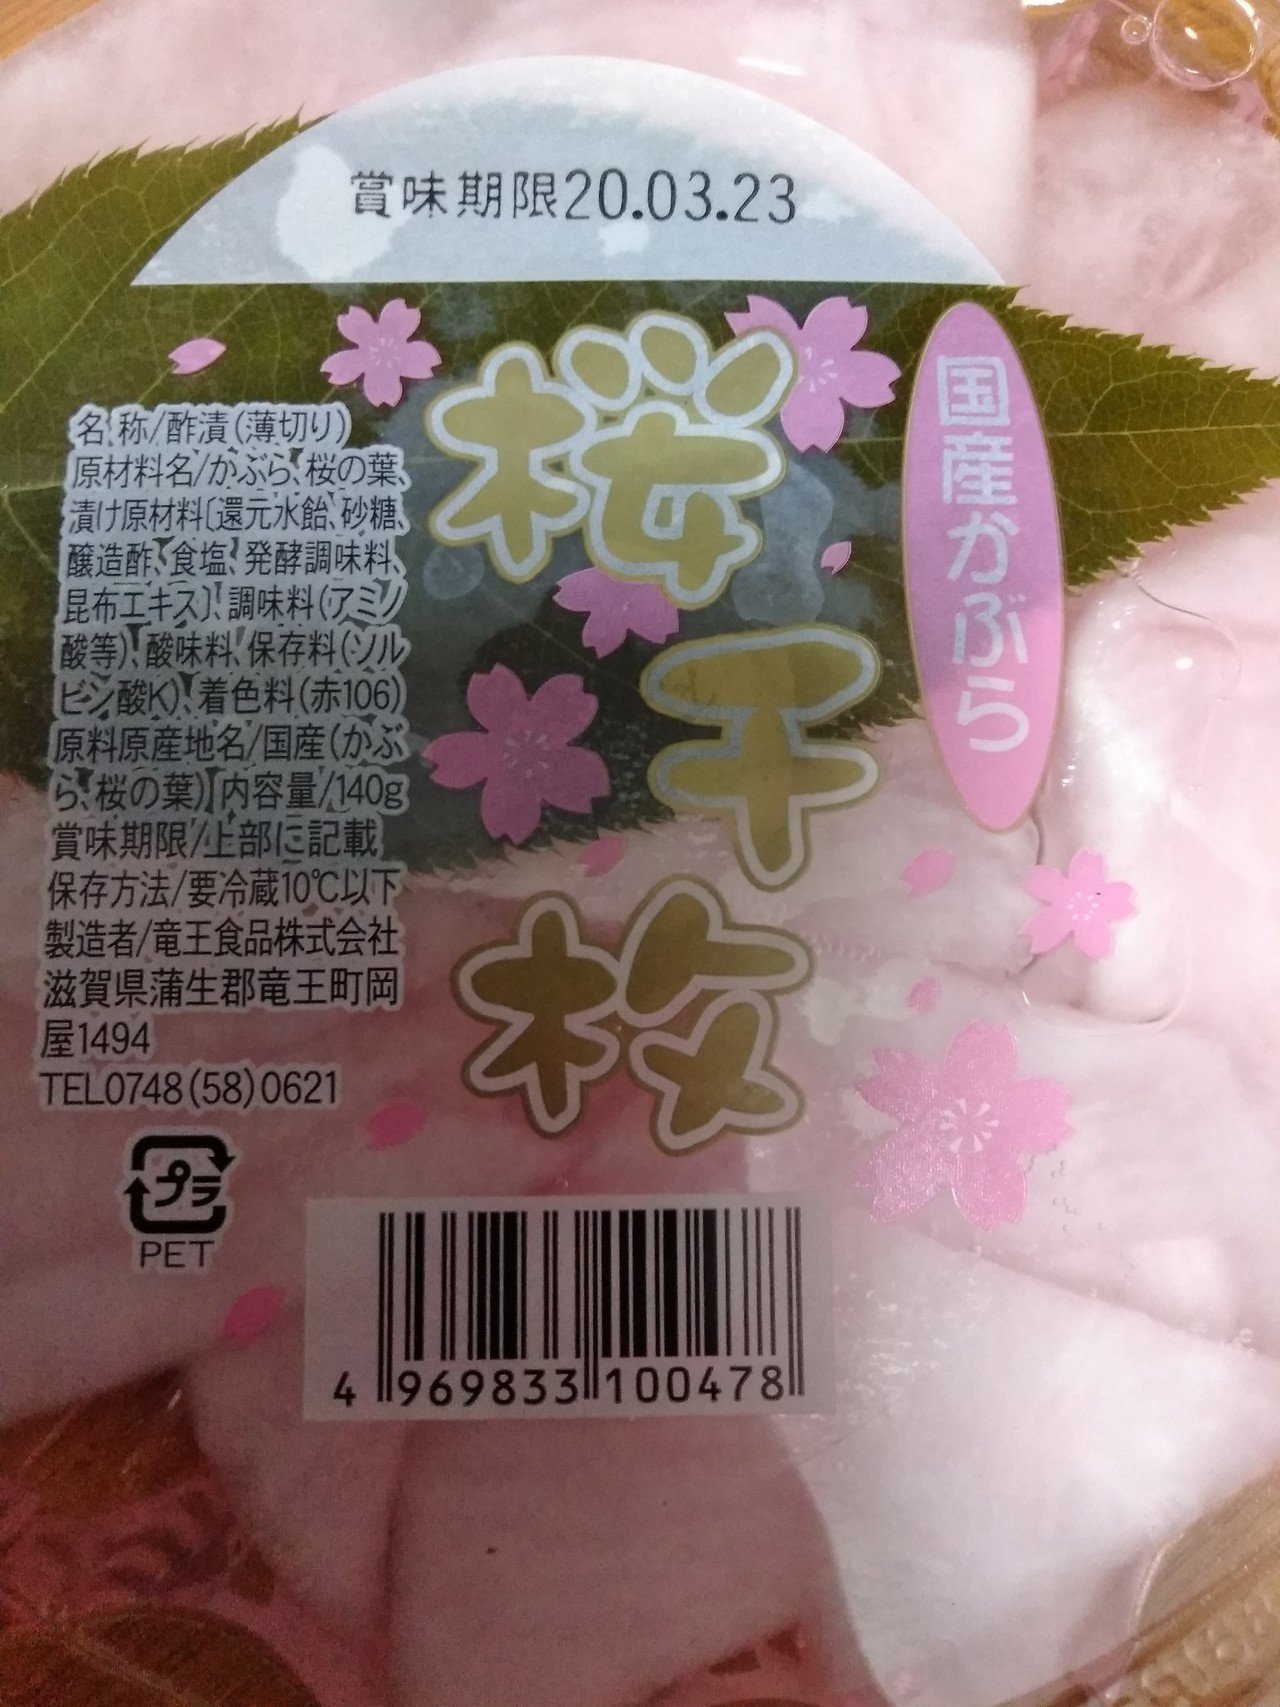 賞味期限20.03.23
国産かぶら
桜千枚
名称/酢漬(薄切り)
原材料名/かぶら、桜の葉、
漬け原材料〔還元水飴、砂糖、
醸造酢、食塩、発酵調味料、
昆布エキス〕、調味料(アミノ
酸等)、酸味料、保存料(ソル
ビン酸K)、着色料(赤106)
原料原産地名/国産(かぶ
ら、桜の葉) 内容量/140g
賞味期限/上部に記載
保存方法/要冷蔵10℃以下
製造者/竜王食品株式会社
滋賀県蒲生郡竜王町岡
屋1494
TEL0748(58)0621
プラ
PET
4 969833 100478